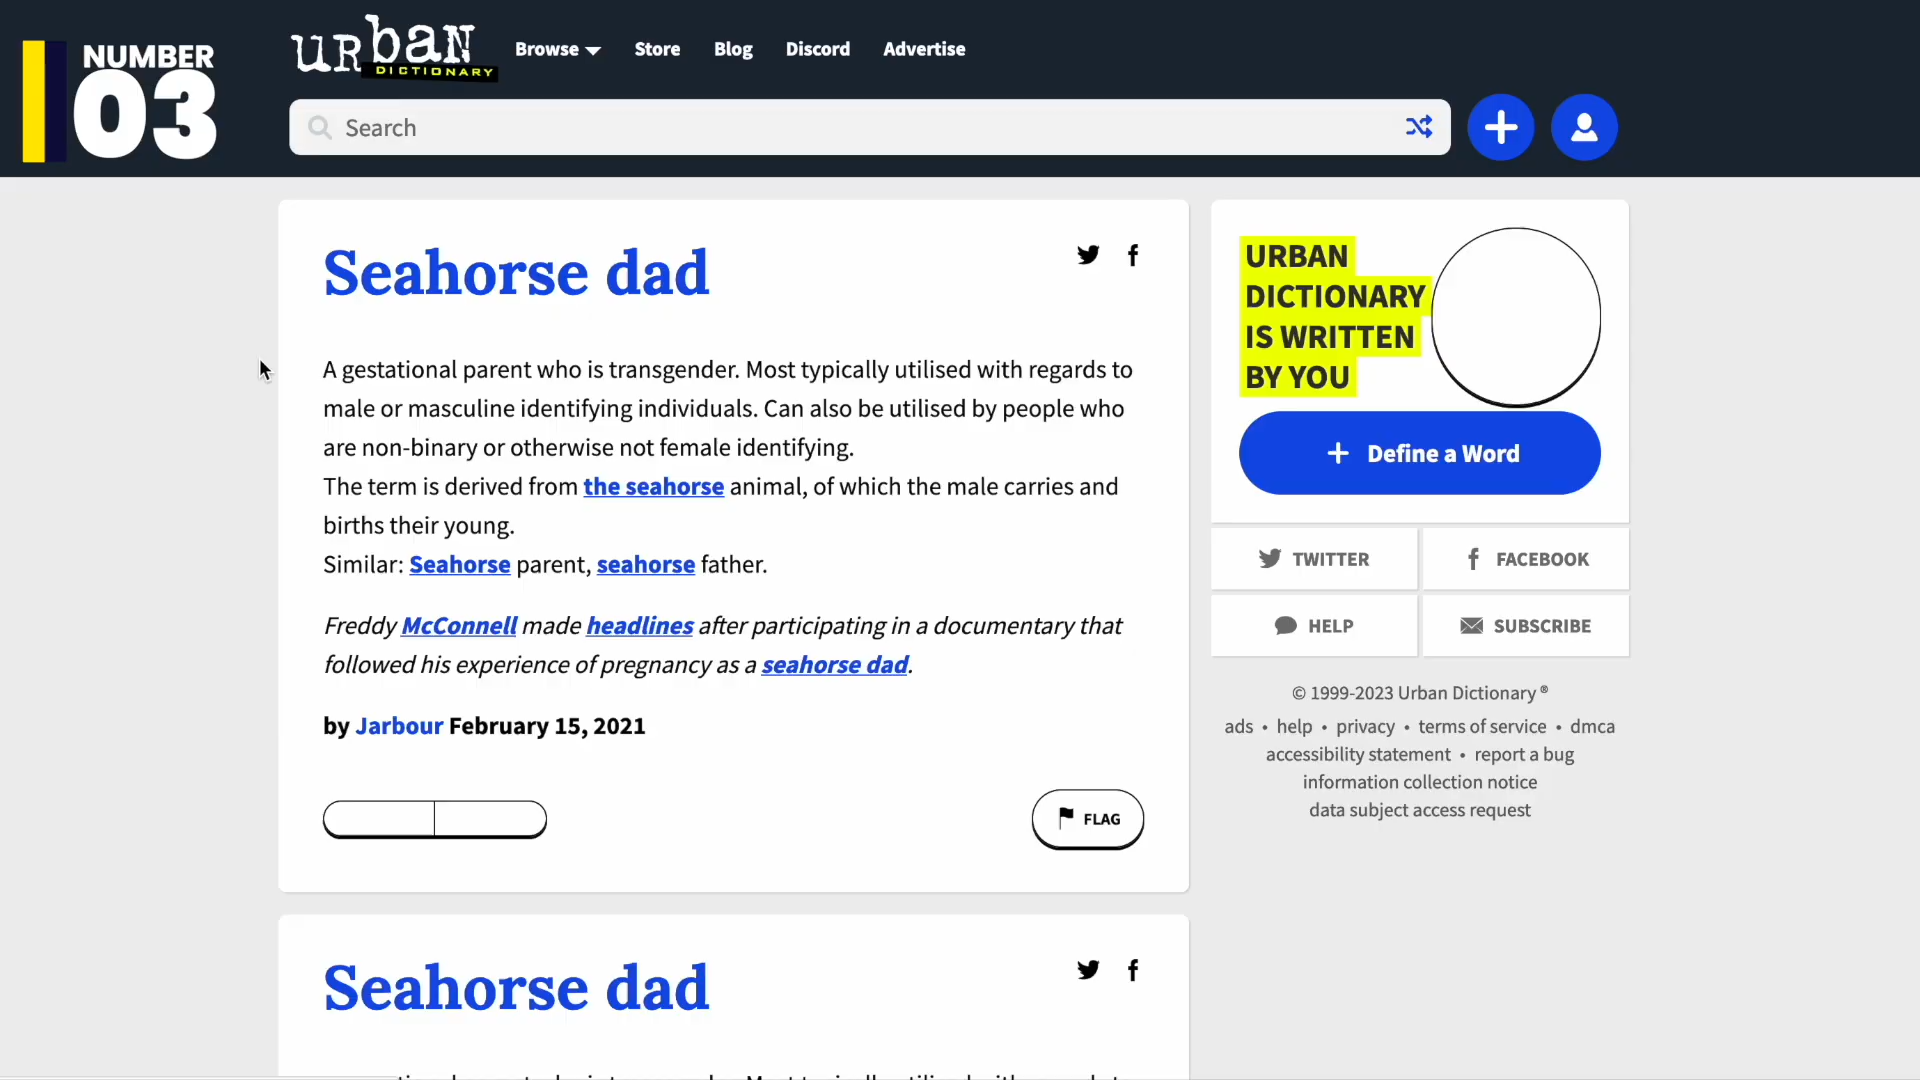 NUMBER
03
urban
DICTIONARY
Browse
Store
Blog
Discord
Advertise
Search
Seahorse dad
A gestational parent who is transgender. Most typically utilised with regards to
male or masculine identifying individuals. Can also be utilised by people who
are non-binary or otherwise not female identifying.
The term is derived from the seahorse animal, of which the male carries and
births their young.
Similar: Seahorse parent, seahorse father.
Freddy McConnell made headlines after participating in a documentary that
followed his experience of pregnancy as a seahorse dad.
by Jarbour February 15, 2021
FLAG
Seahorse dad
URBAN
DICTIONARY
IS WRITTEN
BY YOU
+ Define a Word
TWITTER
FACEBOOK
HELP
SUBSCRIBE
© 1999-2023 Urban Dictionary ®
ads • help • privacy • terms of service • dmca
accessibility statement • report a bug
information collection notice
data subject access request